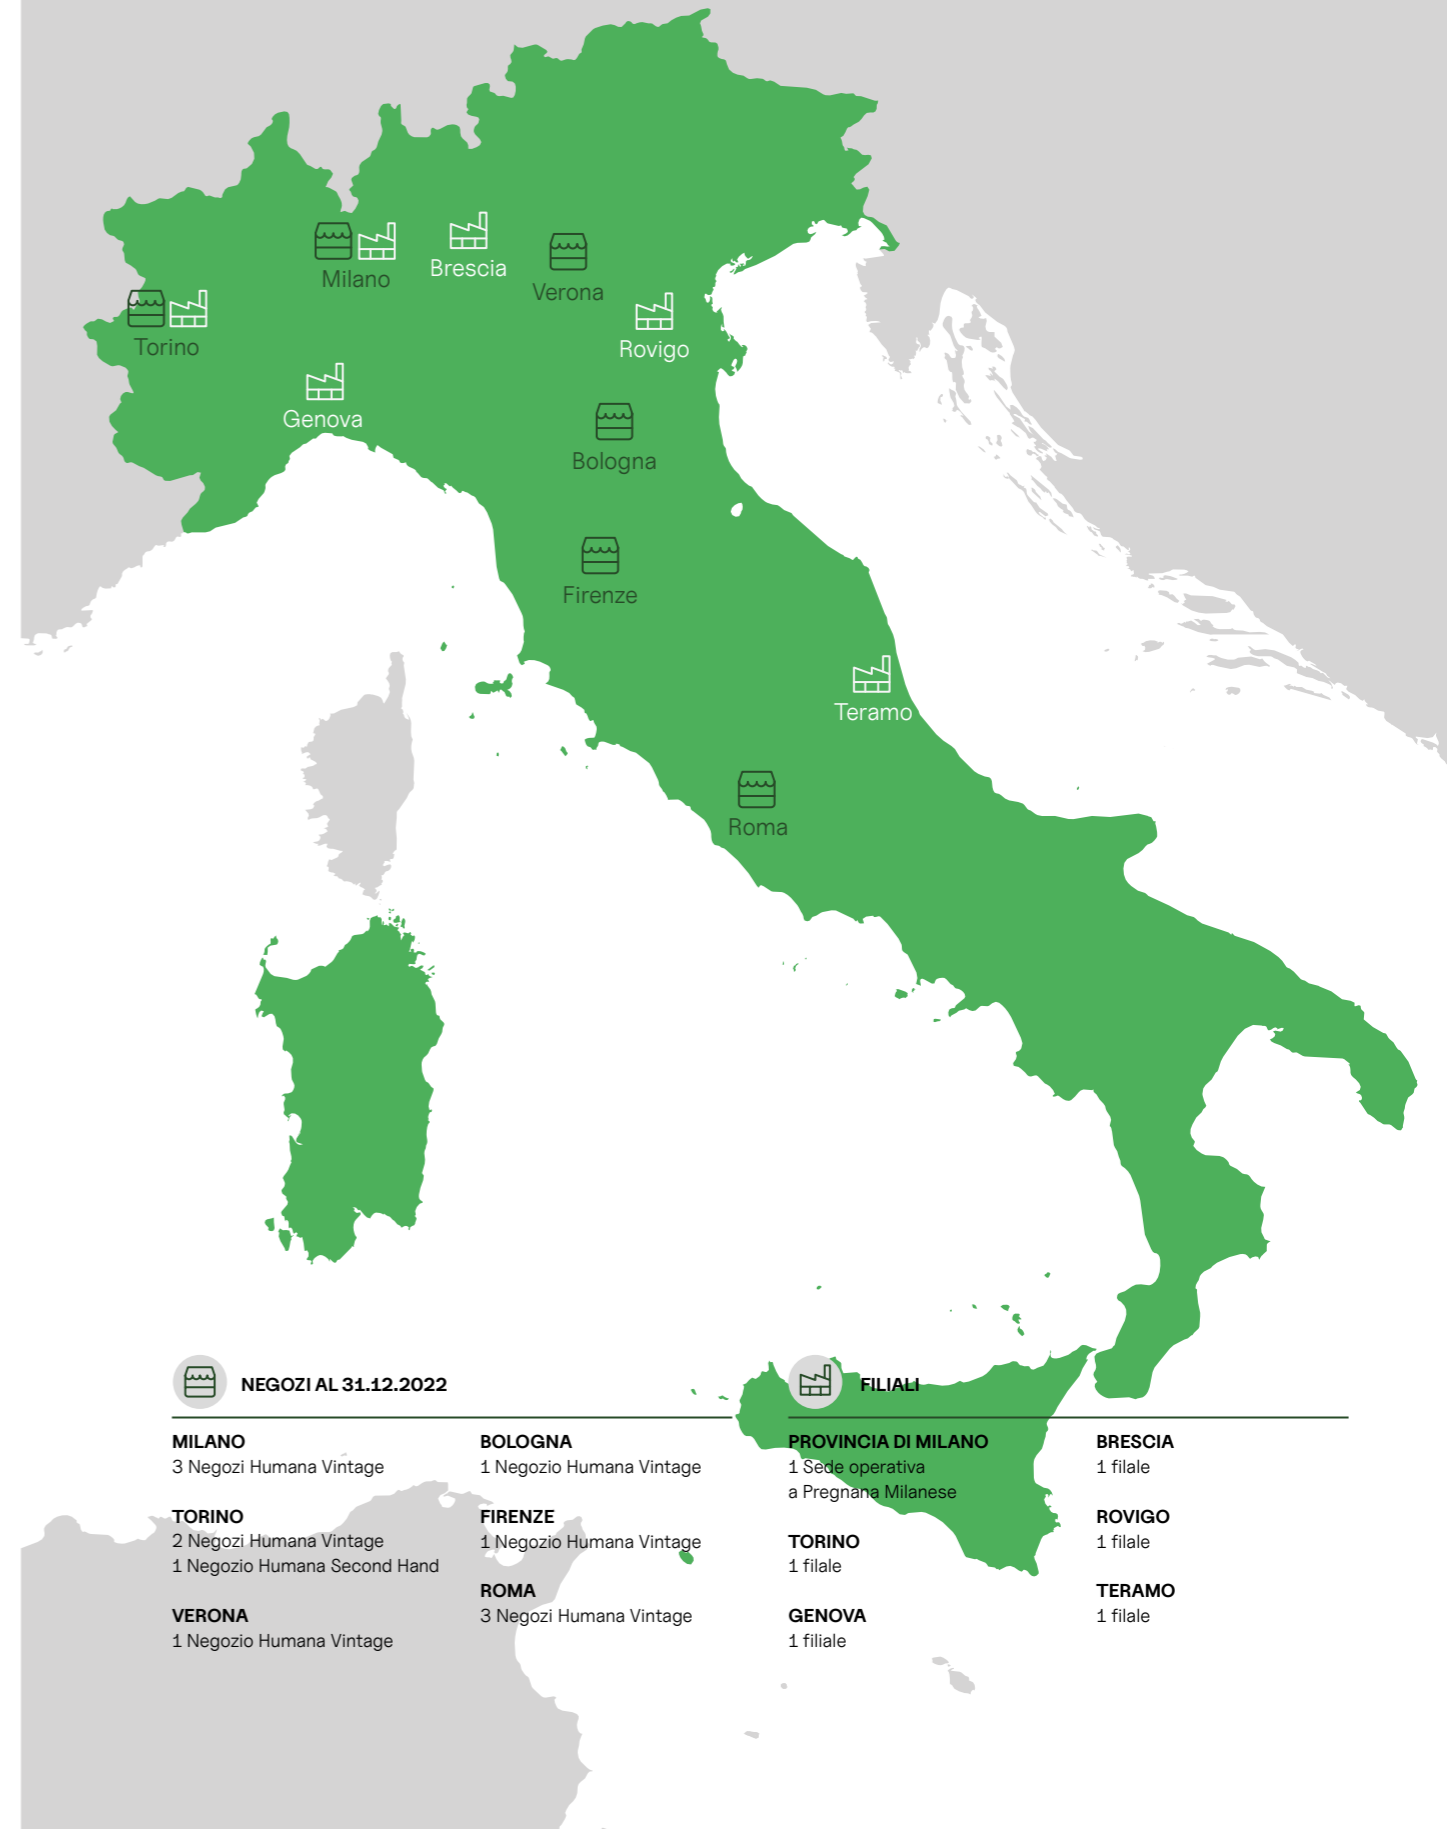 Milano
Brescia
Verona
Torino
Rovigo
Genova
Bologna
Firenze
Teramo
Roma
NEGOZI AL 31.12.2022
MILANO
3 Negozi Humana Vintage
TORINO
2 Negozi Humana Vintage
1 Negozio Humana Second Hand
VERONA
1 Negozio Humana Vintage
BOLOGNA
1 Negozio Humana Vintage
FIRENZE
1 Negozio Humana Vintage
ROMA
3 Negozi Humana Vintage
FILIALI
PROVINCIA DI MILANO
1 Sede operativa
a Pregnana Milanese
TORINO
1 filale
GENOVA
1 filiale
BRESCIA
1 filale
ROVIGO
1 filale
TERAMO
1 filale